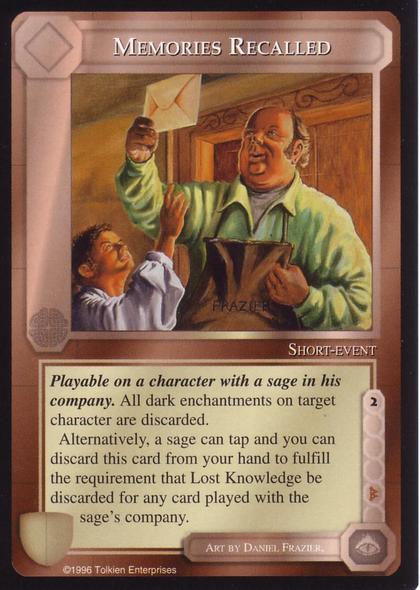 MEMORIES RECALLED
FRAZIER
SHORT-EVENT
Playable on a character with a sage in his
company. All dark enchantments on target
character are discarded.
Alternatively, a sage can tap and you can
discard this card from your hand to fulfill
the requirement that Lost Knowledge be
discarded for any card played with the
sage's company.
2
ART BY DANIEL FRAZIER.
©1996 Tolkien Enterprises